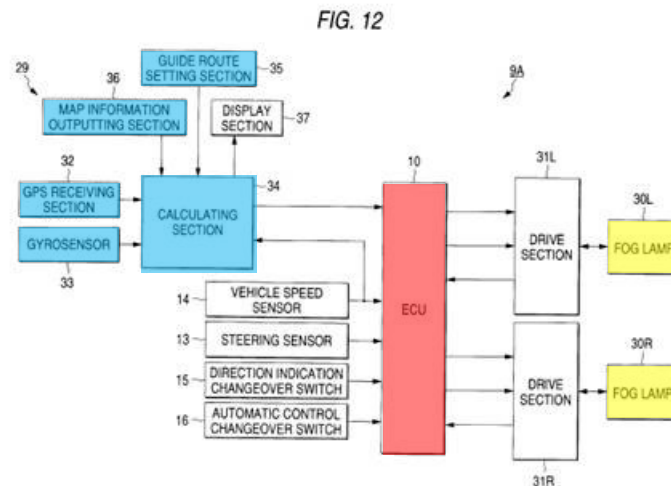 FIG. 12
29
36
GUIDE ROUTE
SETTING SECTION
35
9A
MAP INFORMATION
OUTPUTTING SECTION
DISPLAY
SECTION
37
32
GPS RECEIVING
SECTION
34
CALCULATING
SECTION
GYROSENSOR
33
10
ECU
31L
DRIVE
SECTION
30L
FOG LAMP
14
VEHICLE SPEED
SENSOR
13
STEERING SENSOR
15
DIRECTION INDICATION
CHANGEOVER SWITCH
16
AUTOMATIC CONTROL
CHANGEOVER SWITCH
DRIVE
SECTION
31R
30R
FOG LAMP